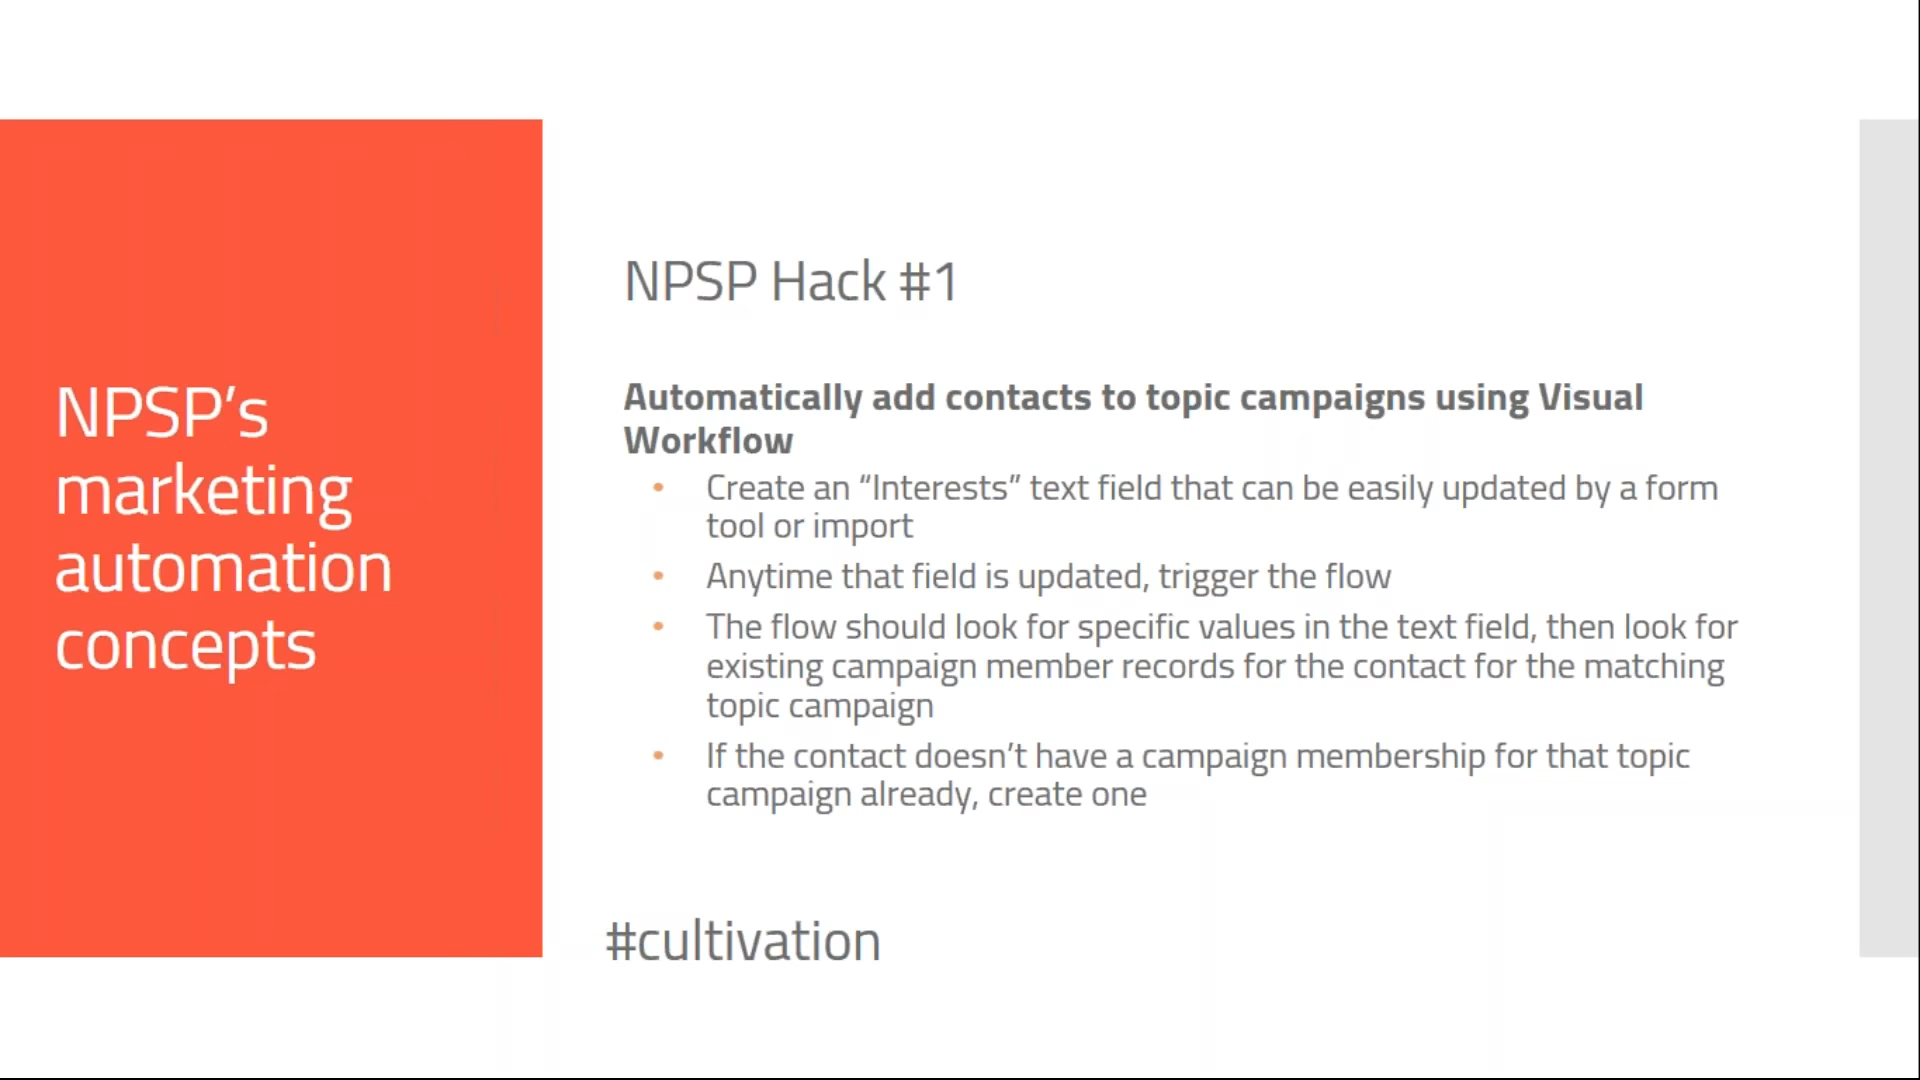 NPSP’s
marketing
automation
concepts
NPSP Hack #1
Automatically add contacts to topic campaigns using Visual
Workflow
• Create an “Interests” text field that can be easily updated by a form
tool or import
• Anytime that field is updated, trigger the flow
• The flow should look for specific values in the text field, then look for
existing campaign member records for the contact for the matching
topic campaign
• If the contact doesn’t have a campaign membership for that topic
campaign already, create one
#cultivation